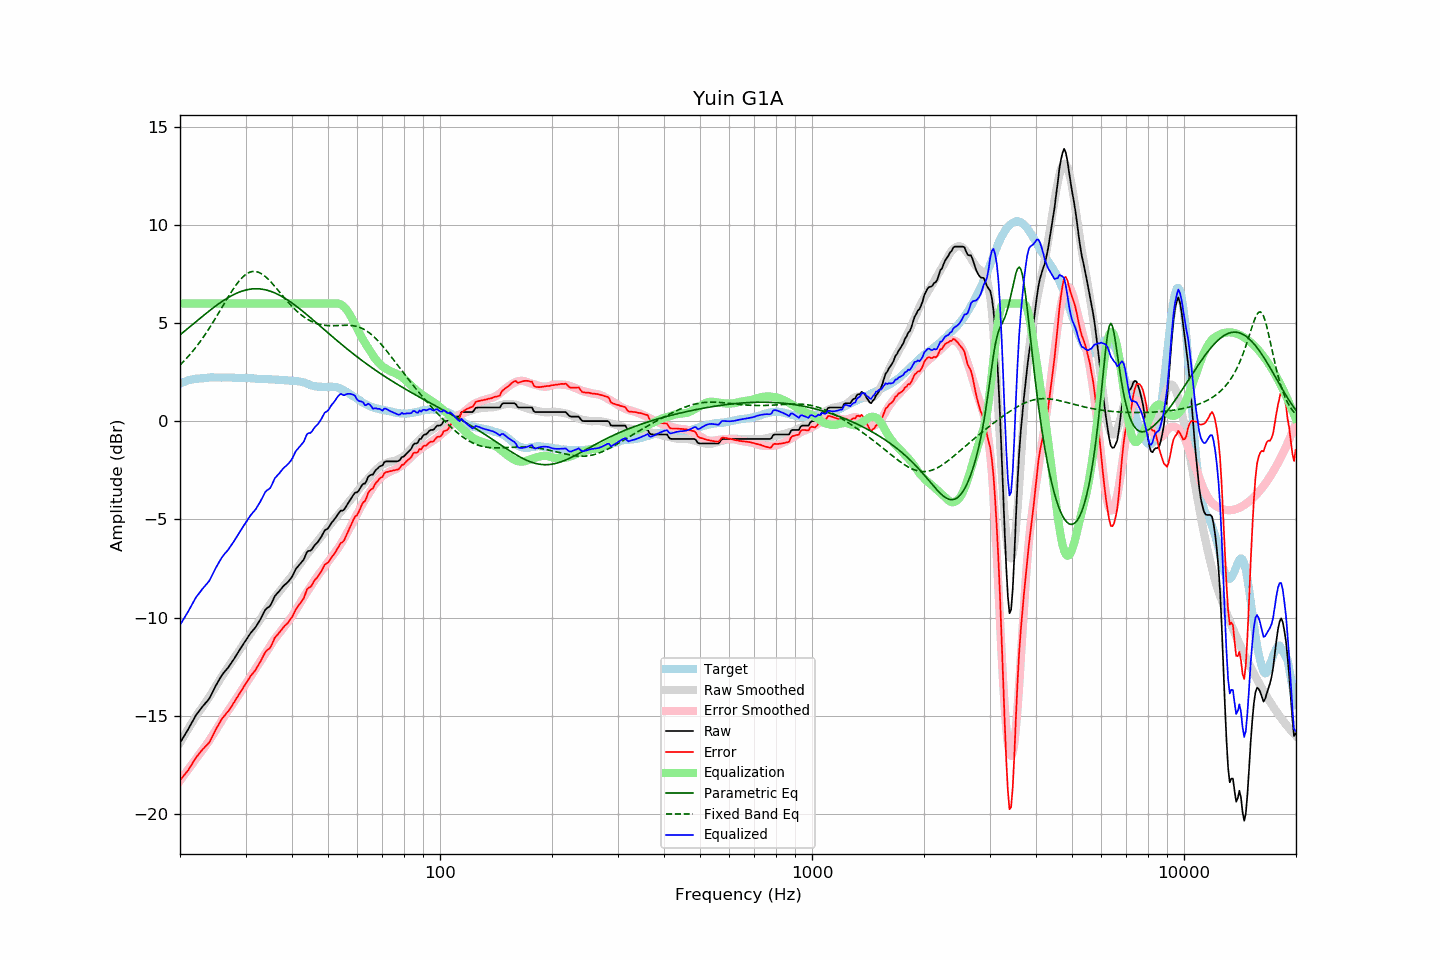 Yuin G1A
Amplitude (dBr)
15
10
5
0
−5
−10
−15
−20
Target
Raw Smoothed
Error Smoothed
Raw
Error
Equalization
Parametric Eq
Fixed Band Eq
Equalized
100
1000
10000
Frequency (Hz)